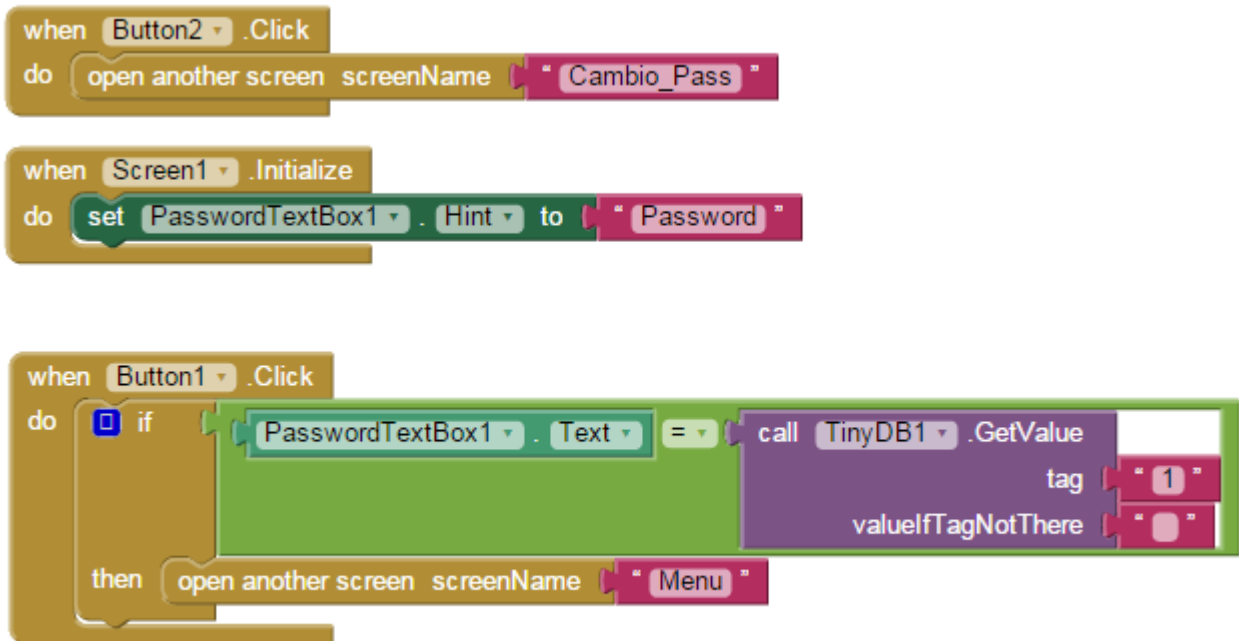 when Button2 .Click
do open another screen screenName " Cambio_Pass "
when Screen1 .Initialize
do set PasswordTextBox1 . Hint to " Password "
when Button1 .Click
do if PasswordTextBox1 . Text = call TinyDB1 .GetValue
tag " 1 "
valueIfTagNotThere " "
then open another screen screenName " Menu "